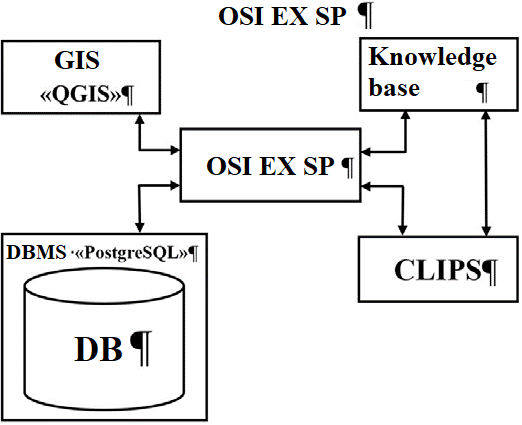 OSI EX SP ¶
GIS
«QGIS»¶
Knowledge
base ¶
OSI EX SP ¶
DBMS ·«PostgreSQL»¶
DB ¶
CLIPS¶